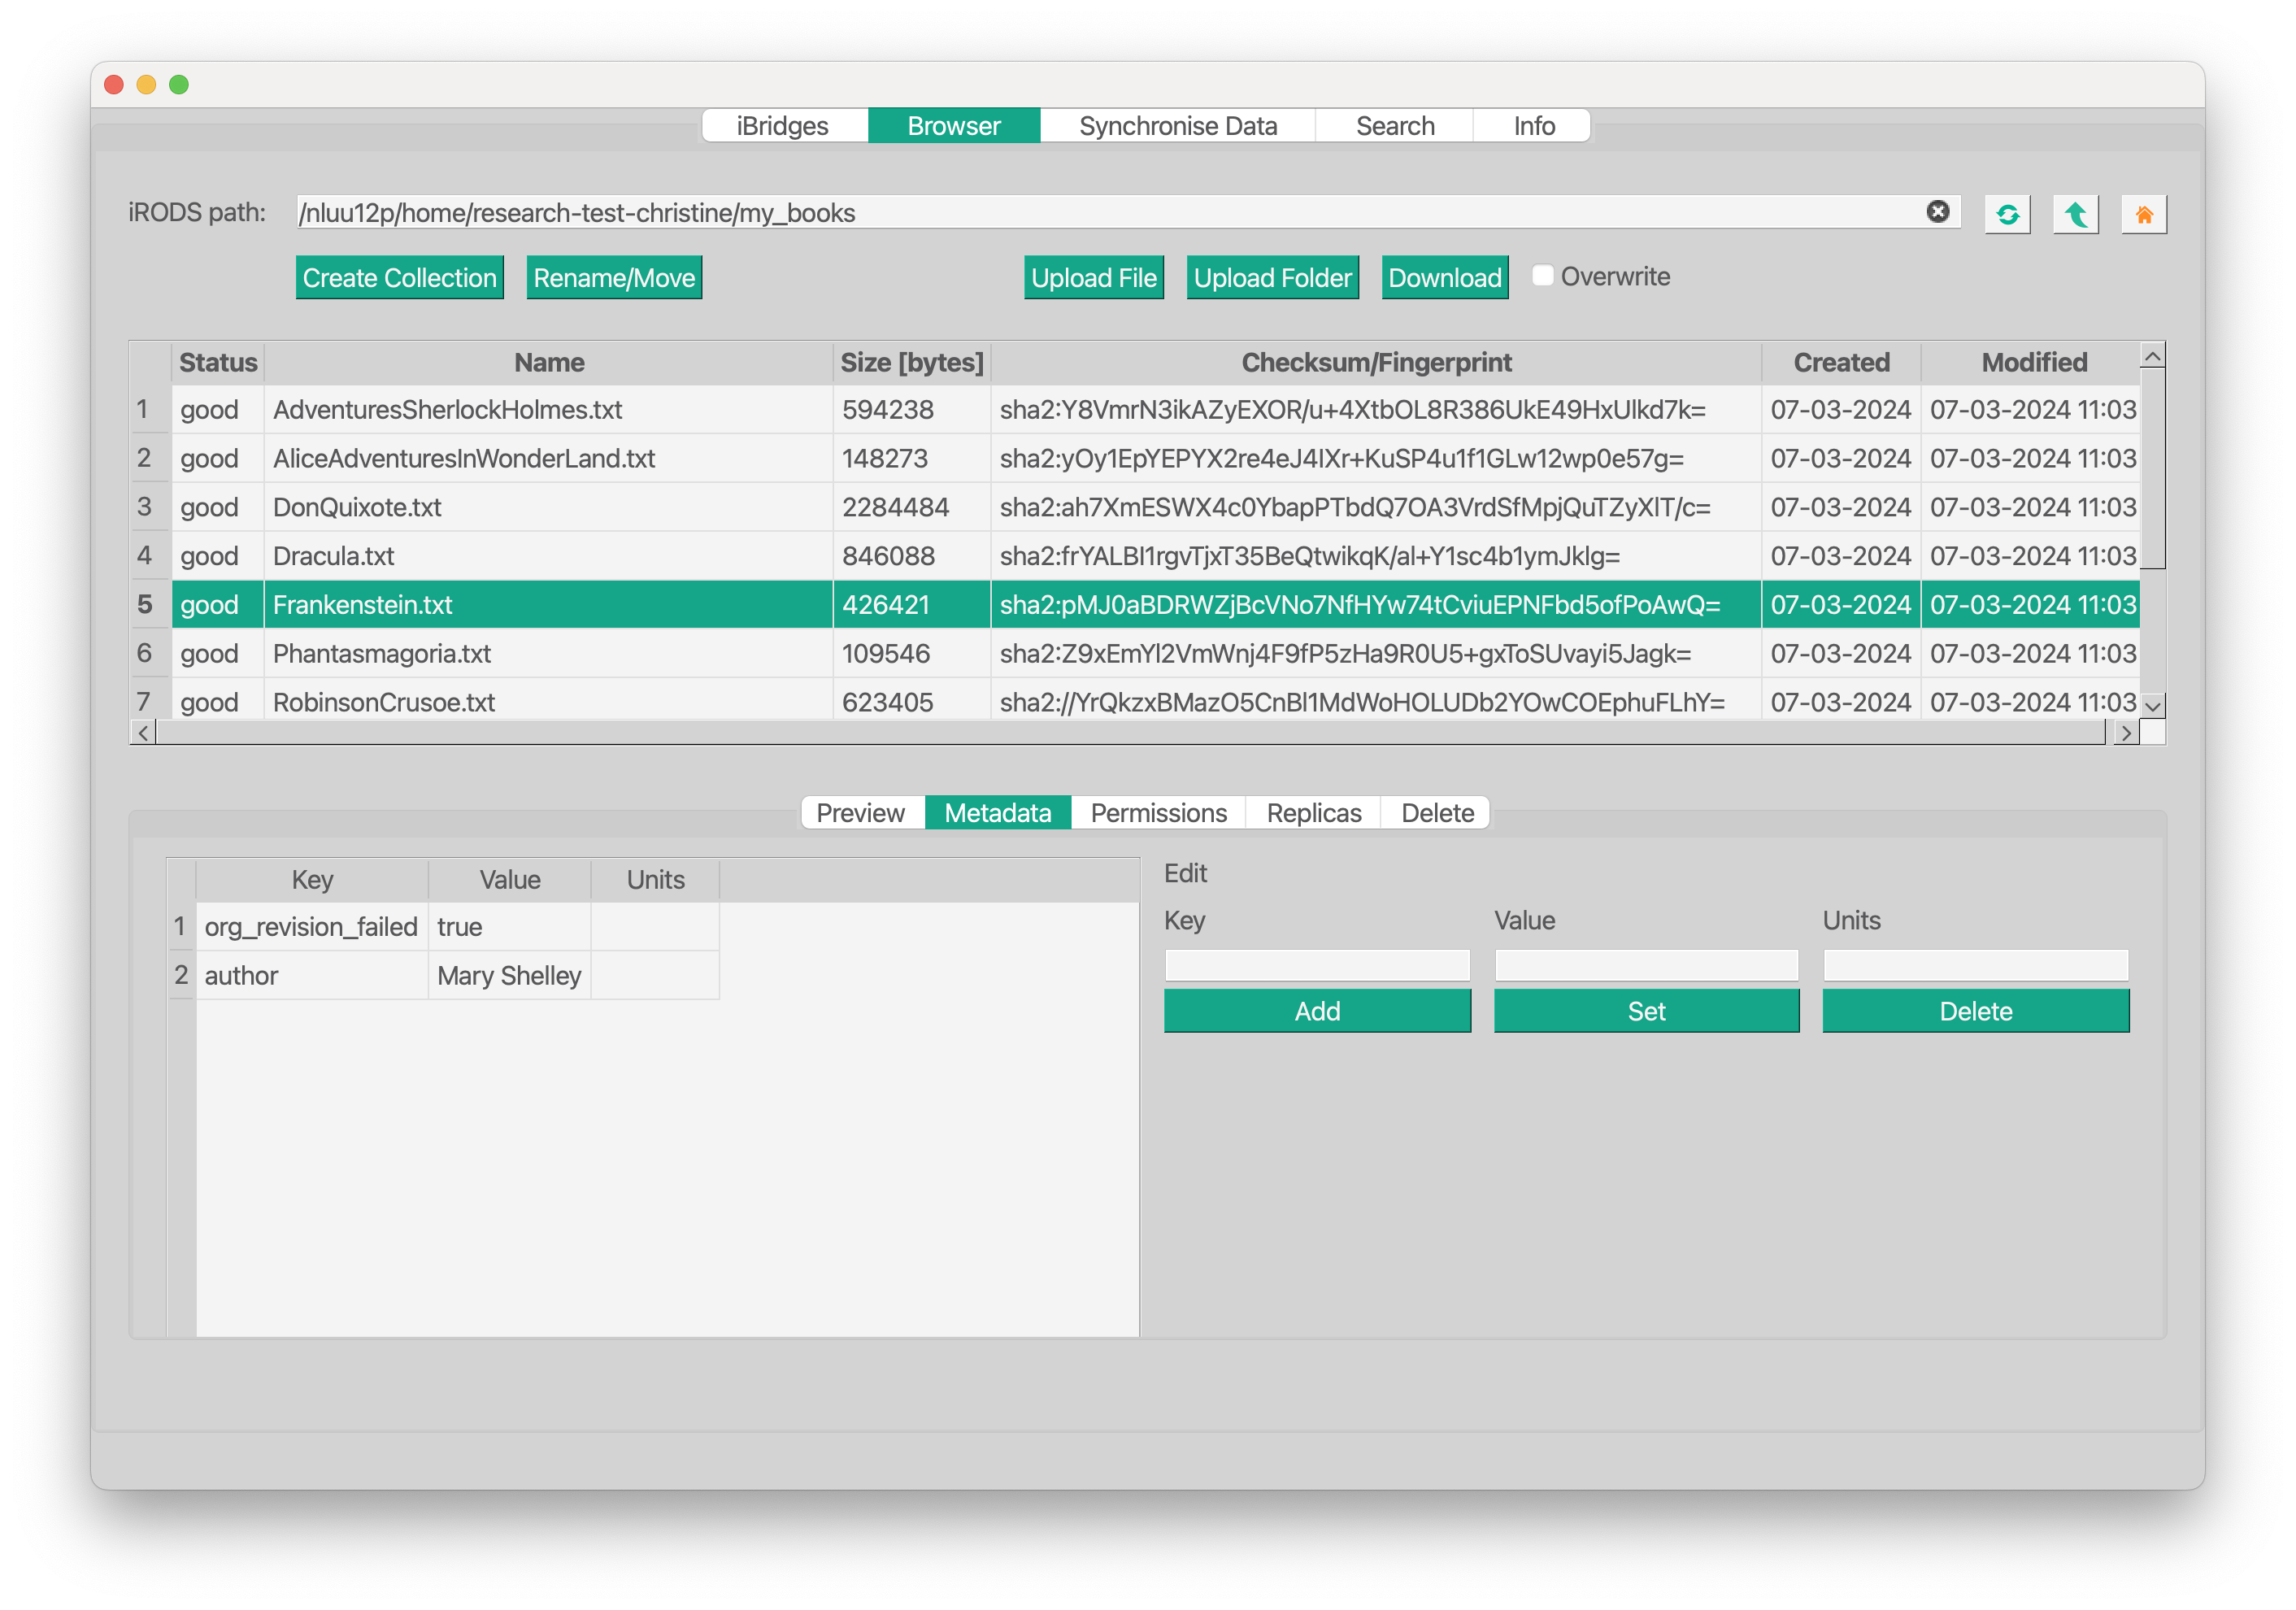 iBridges Browser Synchronise Data Search Info
iRODS path: /nluu12p/home/research-test-christine/my_books
Create Collection Rename/Move Upload File Upload Folder Download Overwrite
Status Name Size [bytes] Checksum/Fingerprint Created Modified
1 good AdventuresSherlockHolmes.txt 594238 sha2:Y8VmrN3ikAZyEXOR/u+4XtbOL8R386UkE49HxUlkd7k= 07-03-2024 07-03-2024 11:03
2 good AliceAdventuresInWonderLand.txt 148273 sha2:yOy1EpYEPYX2re4eJ4IXr+KuSP4u1f1GLw12wp0e57g= 07-03-2024 07-03-2024 11:03
3 good DonQuixote.txt 2284484 sha2:ah7XmESWX4c0YbapPTbdQ7OA3VrdSfMpjQuTZyXlT/c= 07-03-2024 07-03-2024 11:03
4 good Dracula.txt 846088 sha2:frYALBl1rgvTjxT35BeQtwikqK/al+Y1sc4b1ymJklg= 07-03-2024 07-03-2024 11:03
5 good Frankenstein.txt 426421 sha2:pMJ0aBDRWZjBcVNo7NfHYw74tCviuEPNFbd5ofPoAwQ= 07-03-2024 07-03-2024 11:03
6 good Phantasmagoria.txt 109546 sha2:Z9xEmYl2VmWnj4F9fP5zHa9R0U5+gxToSUvayi5Jagk= 07-03-2024 07-03-2024 11:03
7 good RobinsonCrusoe.txt 623405 sha2://YrQkzxBMazO5CnBl1MdWoHOLUDb2YOwCOEphuFLhY= 07-03-2024 07-03-2024 11:03
Preview Metadata Permissions Replicas Delete
Key Value Units
1 org_revision_failed true
2 author Mary Shelley
Edit
Key Value Units
Add Set Delete